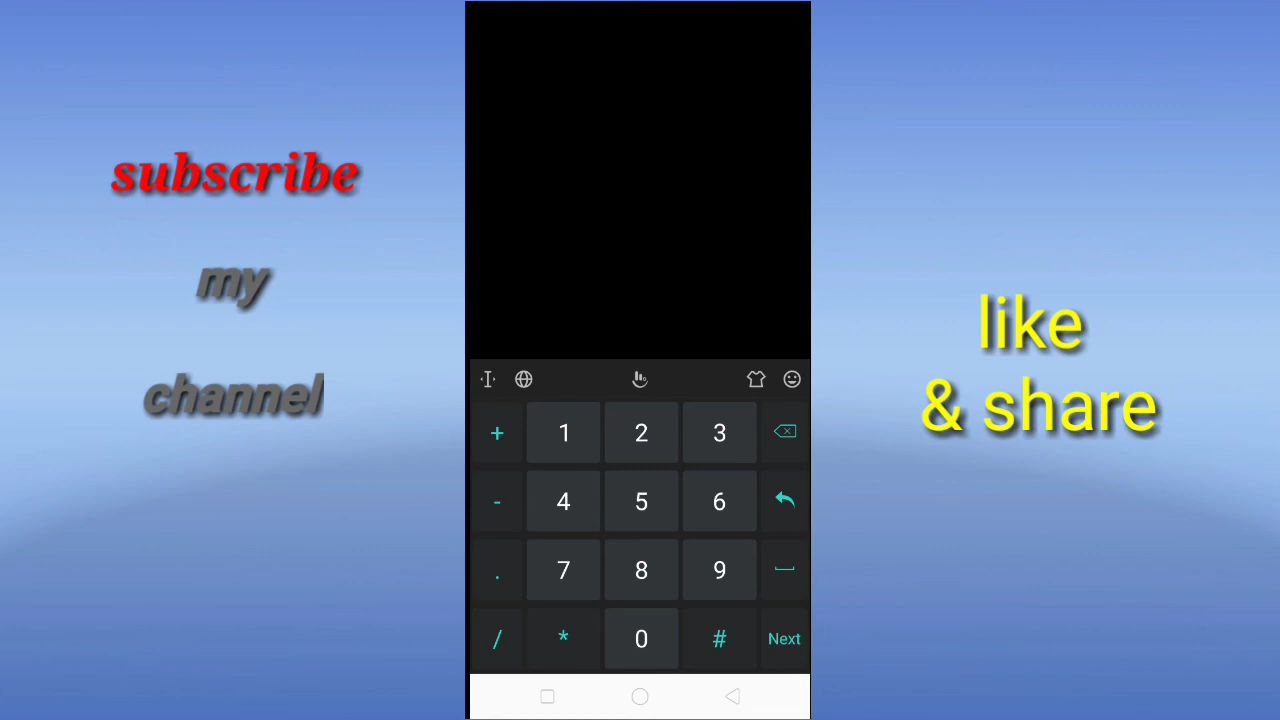 subscribe
my
channel
like
& share
+ 1 2 3
- 4 5 6
. 7 8 9
/ * 0 # Next